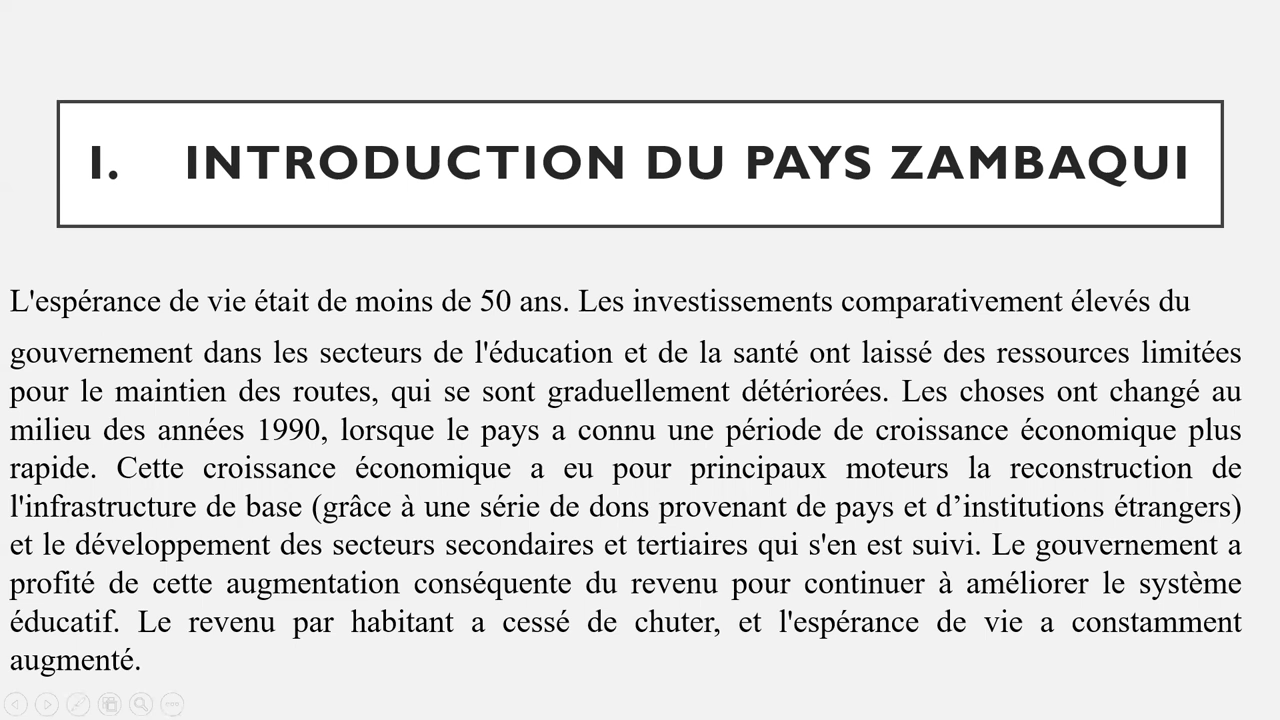 I. INTRODUCTION DU PAYS ZAMBAQUI
L'espérance de vie était de moins de 50 ans. Les investissements comparativement élevés du
gouvernement dans les secteurs de l'éducation et de la santé ont laissé des ressources limitées
pour le maintien des routes, qui se sont graduellement détériorées. Les choses ont changé au
milieu des années 1990, lorsque le pays a connu une période de croissance économique plus
rapide. Cette croissance économique a eu pour principaux moteurs la reconstruction de
l'infrastructure de base (grâce à une série de dons provenant de pays et d’institutions étrangers)
et le développement des secteurs secondaires et tertiaires qui s'en est suivi. Le gouvernement a
profité de cette augmentation conséquente du revenu pour continuer à améliorer le système
éducatif. Le revenu par habitant a cessé de chuter, et l'espérance de vie a constamment
augmenté.